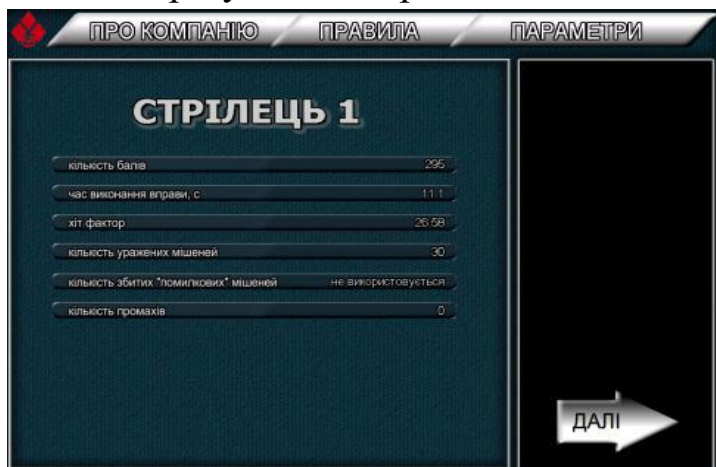 ПРО КОМПАНІЮ ПРАВИЛА ПАРАМЕТРИ
СТРІЛЕЦЬ 1
кількість балів 295
час виконання вправи, с 11.1
хіт фактор 26.58
кількість уражених мішеней 30
кількість збитих "помилкових" мішеней не використовується
кількість промахів 0
ДАЛІ